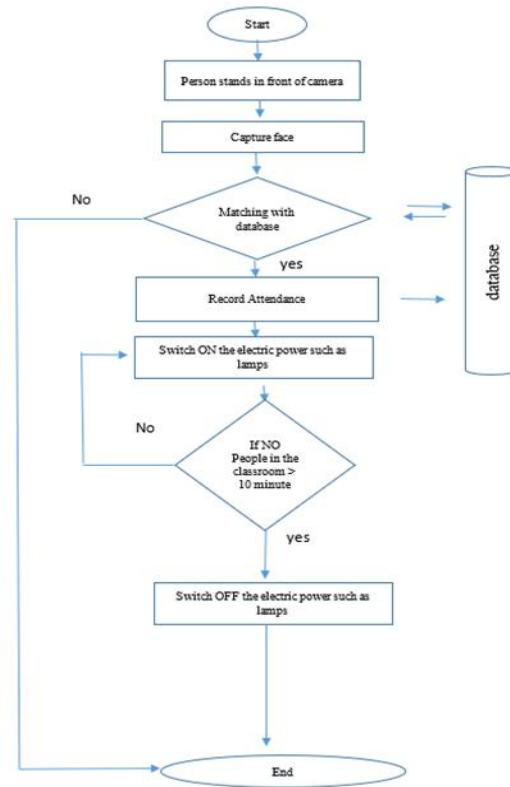 Start
Person stands in front of camera
Capture face
No
Matching with
database
yes
database
Record Attendance
Switch ON the electric power such as
lamps
No
If NO
People in the
classroom >
10 minute
yes
Switch OFF the electric power such as
lamps
End